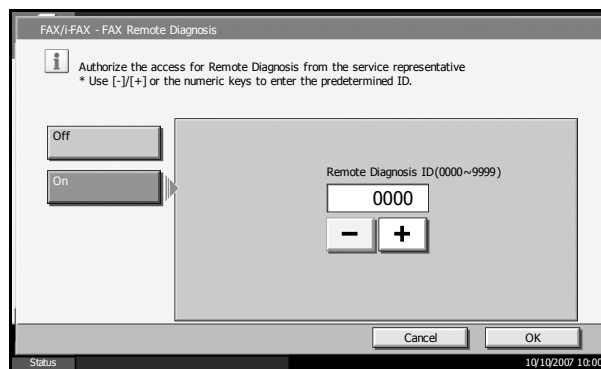 FAX/i-FAX - FAX Remote Diagnosis
i
Authorize the access for Remote Diagnosis from the service representative
* Use [-]/[+] or the numeric keys to enter the predetermined ID.
Off
On
Remote Diagnosis ID(0000~9999)
0000
− +
Cancel OK
Status 10/10/2007 10:00